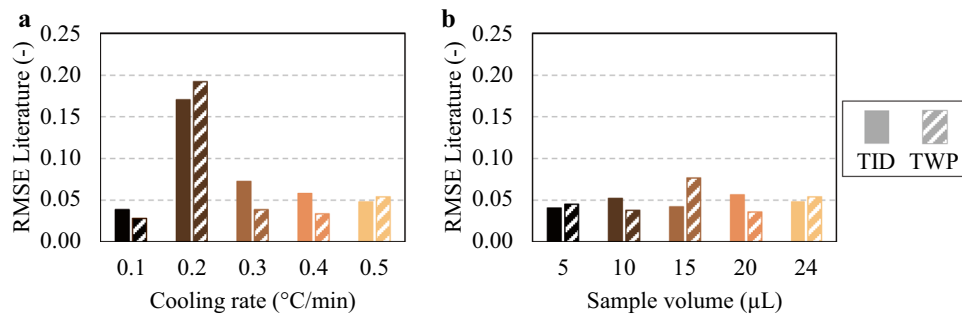 a
RMSE Literature (-)
0.25
0.20
0.15
0.10
0.05
0.00
0.1 0.2 0.3 0.4 0.5
Cooling rate (°C/min)
b
RMSE Literature (-)
0.25
0.20
0.15
0.10
0.05
0.00
5 10 15 20 24
Sample volume (µL)
TID TWP